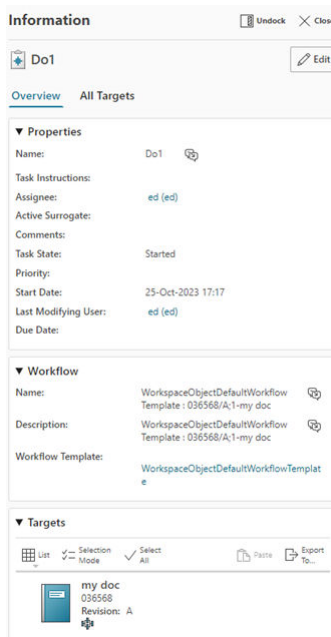 Information Undock Close
Do1 Edit
Overview All Targets
Properties
Name: Do1
Task Instructions:
Assignee: ed (ed)
Active Surrogate:
Comments:
Task State: Started
Priority:
Start Date: 25-Oct-2023 17:17
Last Modifying User: ed (ed)
Due Date:
Workflow
Name: WorkspaceObjectDefaultWorkflow
Template : 036568/A;1-my doc
Description: WorkspaceObjectDefaultWorkflow
Template : 036568/A;1-my doc
Workflow Template:
WorkspaceObjectDefaultWorkflowTemplat
e
Targets
List Selection Mode Select All Paste Export To...
my doc
036568
Revision: A